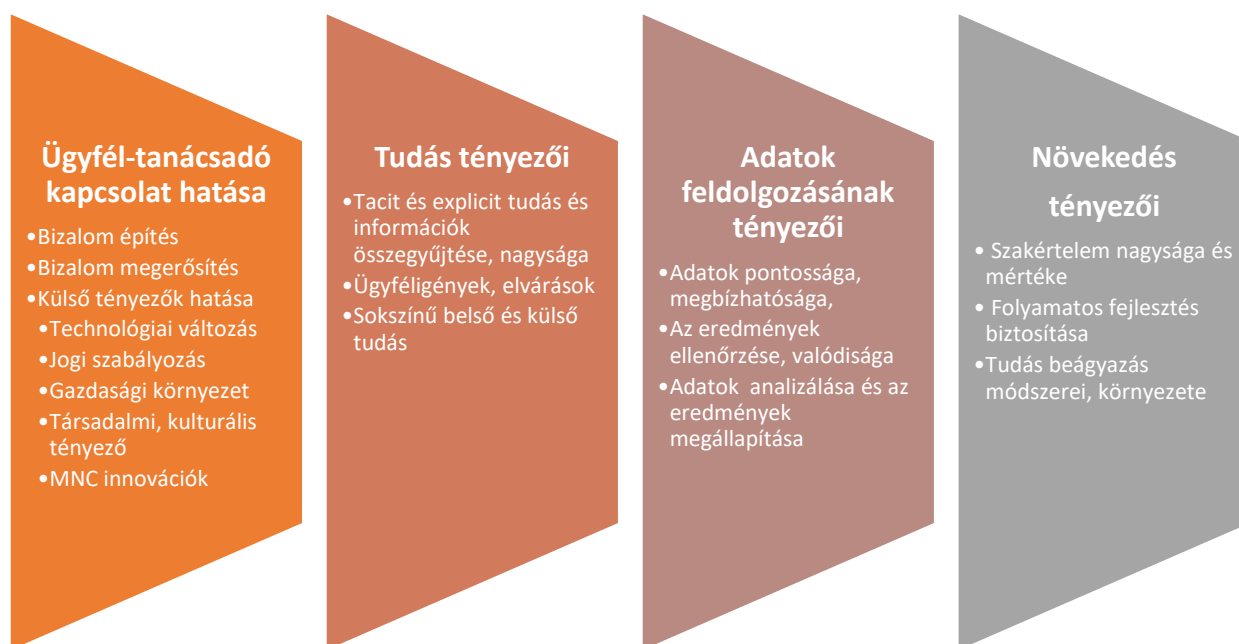 Ügyfél-tanácsadó
kapcsolat hatása
•Bizalom építés
•Bizalom megerősítés
•Külső tényezők hatása
•Technológiai változás
•Jogi szabályozás
•Gazdasági környezet
•Társadalmi, kulturális
tényező
•MNC innovációk
Tudás tényezői
•Tacit és explicit tudás és
információk
összegyűjtése, nagysága
•Ügyféligények, elvárások
•Sokszínű belső és külső
tudás
Adatok
feldolgozásának
tényezői
•Adatok pontossága,
megbízhatósága,
•Az eredmények
ellenőrzése, valódisága
•Adatok analizálása és az
eredmények
megállapítása
Növekedés
tényezői
• Szakértelem nagysága és
mértéke
• Folyamatos fejlesztés
biztosítása
•Tudás beágyazás
módszerei, környezete